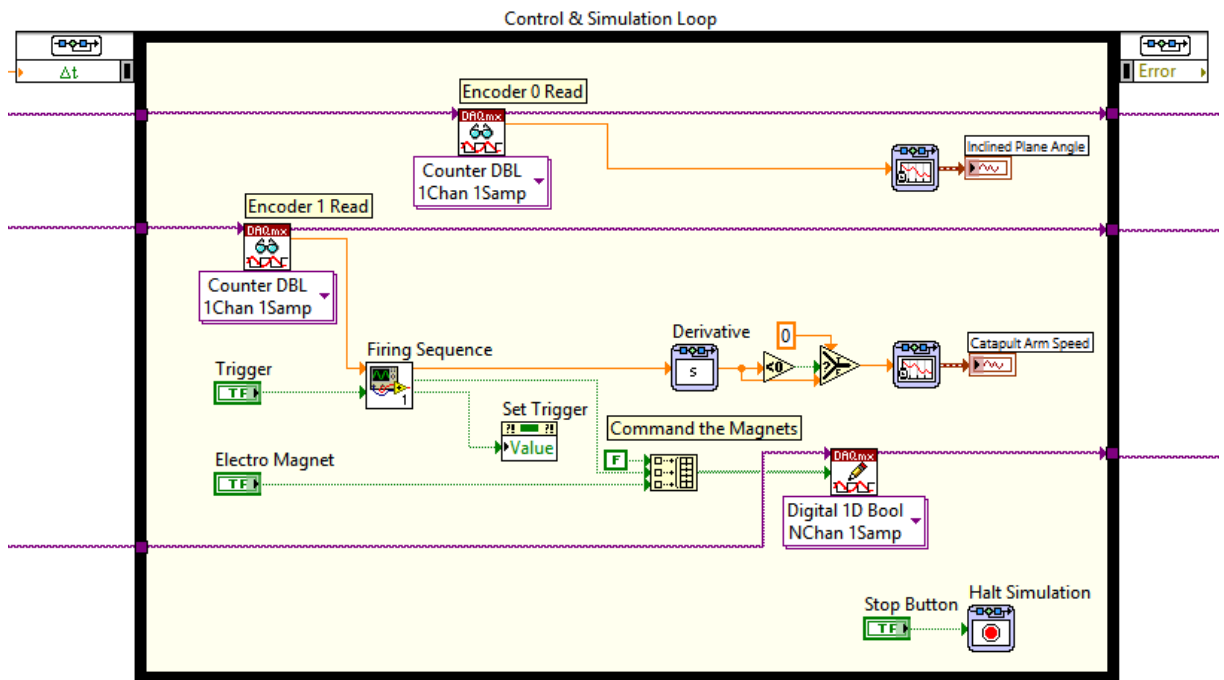 Control & Simulation Loop
Δt
Error
Encoder 0 Read
DAQmx
Counter DBL
1Chan 1Samp
Inclined Plane Angle
Encoder 1 Read
DAQmx
Counter DBL
1Chan 1Samp
Derivative
0
s
<0
?
F
Catapult Arm Speed
Firing Sequence
1
Trigger
TF
Set Trigger
?! ?!
Value
Command the Magnets
F
Electro Magnet
TF
DAQmx
Digital 1D Bool
NChan 1Samp
Stop Button
TF
Halt Simulation